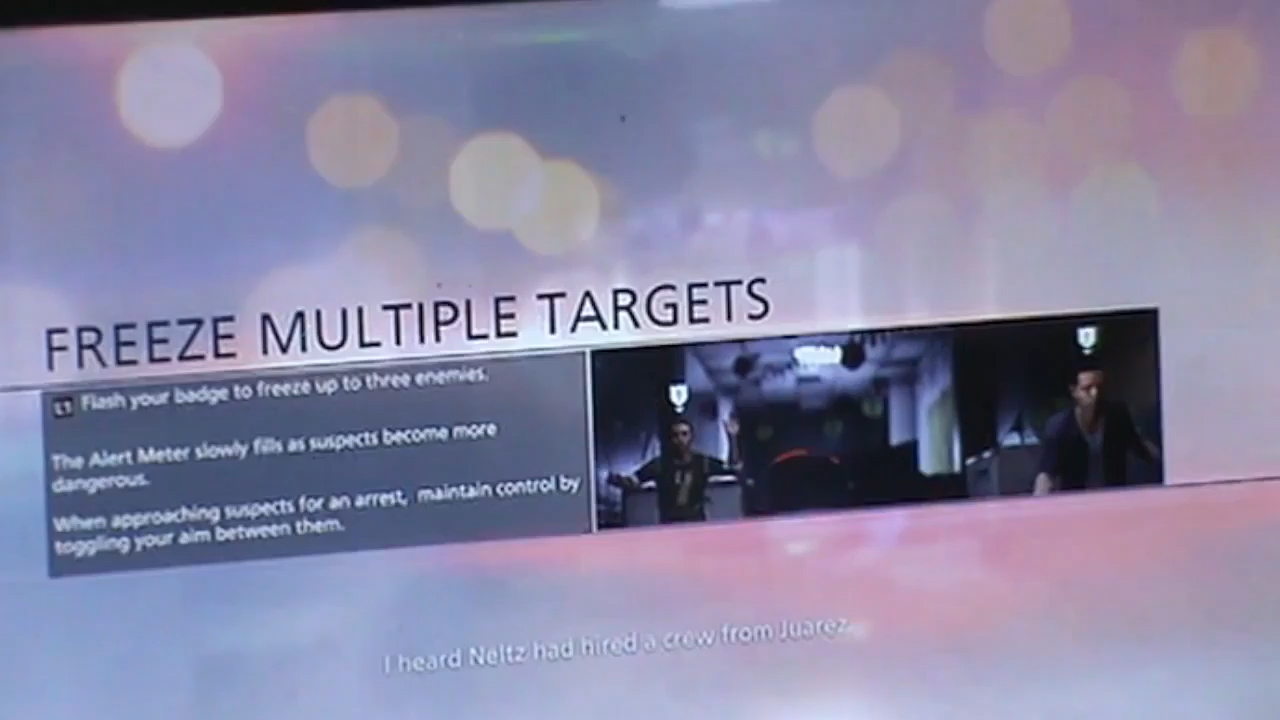 FREEZE MULTIPLE TARGETS
L1 Flash your badge to freeze up to three enemies.
The Alert Meter slowly fills as suspects become more
dangerous.
When approaching suspects for an arrest, maintain control by
toggling your aim between them.
I heard Neltz had hired a crew from Juarez.